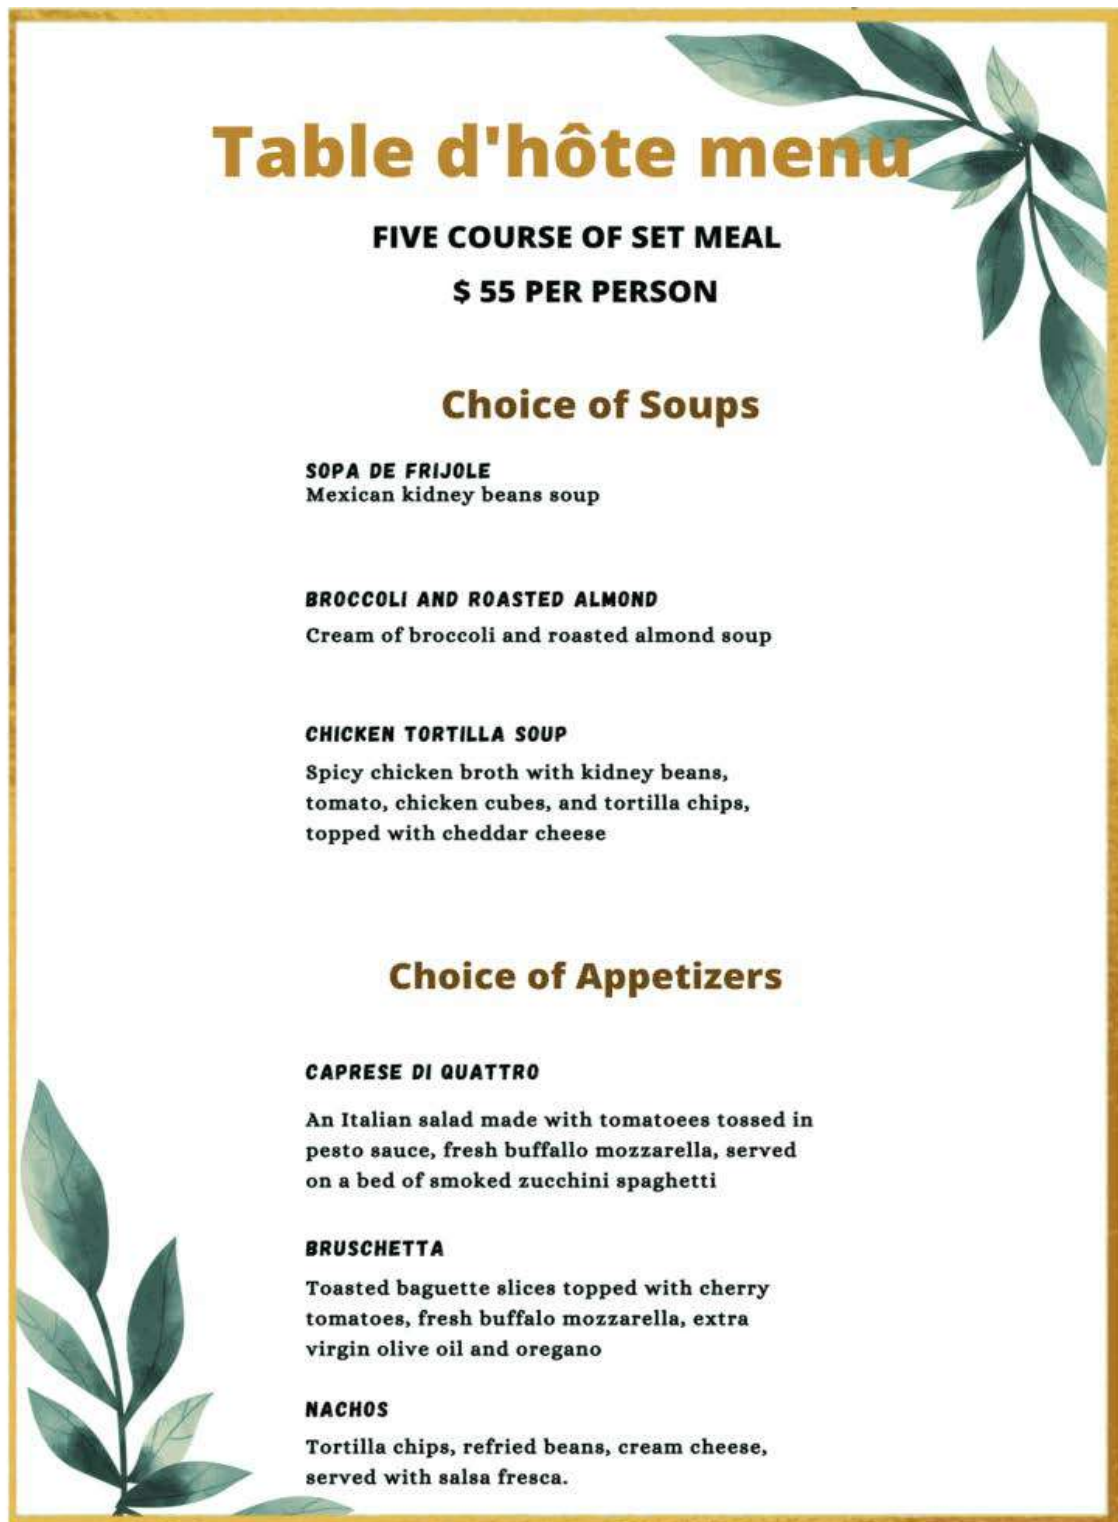 Table d'hôte menu
FIVE COURSE OF SET MEAL
$ 55 PER PERSON
Choice of Soups
SOPA DE FRIJOLE
Mexican kidney beans soup
BROCCOLI AND ROASTED ALMOND
Cream of broccoli and roasted almond soup
CHICKEN TORTILLA SOUP
Spicy chicken broth with kidney beans,
tomato, chicken cubes, and tortilla chips,
topped with cheddar cheese
Choice of Appetizers
CAPRESE DI QUATTRO
An Italian salad made with tomatoees tossed in
pesto sauce, fresh buffallo mozzarella, served
on a bed of smoked zucchini spaghetti
BRUSCHETTA
Toasted baguette slices topped with cherry
tomatoes, fresh buffalo mozzarella, extra
virgin olive oil and oregano
NACHOS
Tortilla chips, refried beans, cream cheese,
served with salsa fresca.